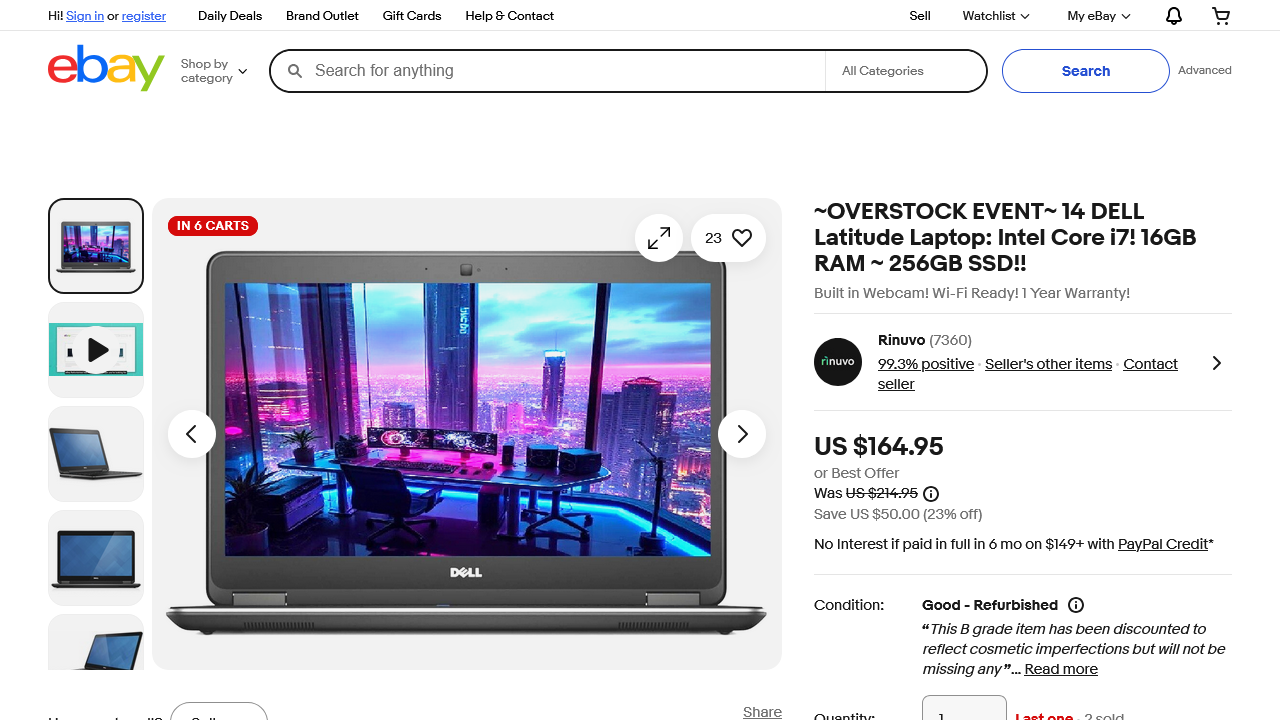 Hi! Sign in or register
Daily Deals
Brand Outlet
Gift Cards
Help & Contact
Sell
Watchlist
My eBay
ebay
Shop by
category
Search for anything
All Categories
Search
Advanced
IN 6 CARTS
23
DELL
~OVERSTOCK EVENT~ 14 DELL
Latitude Laptop: Intel Core i7! 16GB
RAM ~ 256GB SSD!!
Built in Webcam! Wi-Fi Ready! 1 Year Warranty!
rinuvo
Rinuvo (7360)
99.3% positive · Seller's other items · Contact
seller
US $164.95
or Best Offer
Was US $214.95
Save US $50.00 (23% off)
No Interest if paid in full in 6 mo on $149+ with PayPal Credit*
Condition:
Good - Refurbished
“This B grade item has been discounted to
reflect cosmetic imperfections but will not be
missing any”... Read more
Share
Quantity:
1
Last one · 2 sold